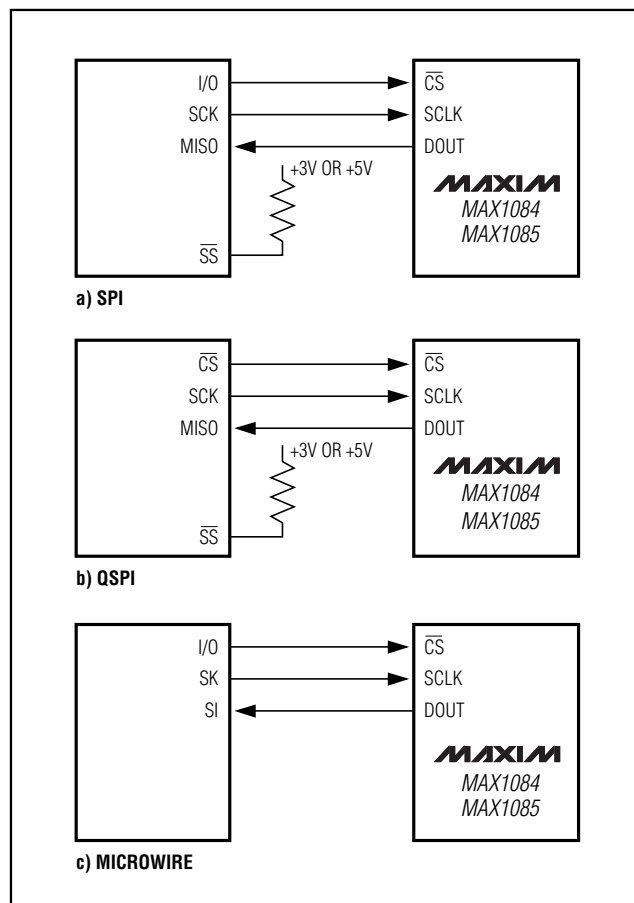 I/O
SCK
MISO
+3V OR +5V
SS
CS
SCLK
DOUT
MAXIM
MAX1084
MAX1085
a) SPI
CS
SCK
MISO
+3V OR +5V
SS
CS
SCLK
DOUT
MAXIM
MAX1084
MAX1085
b) QSPI
I/O
SK
SI
CS
SCLK
DOUT
MAXIM
MAX1084
MAX1085
c) MICROWIRE